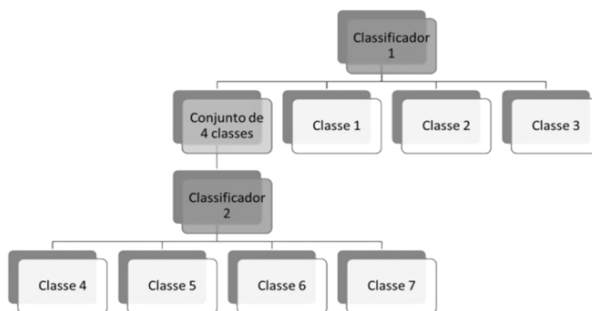 Classificador
1
Conjunto de
4 classes
Classe 1
Classe 2
Classe 3
Classificador
2
Classe 4
Classe 5
Classe 6
Classe 7